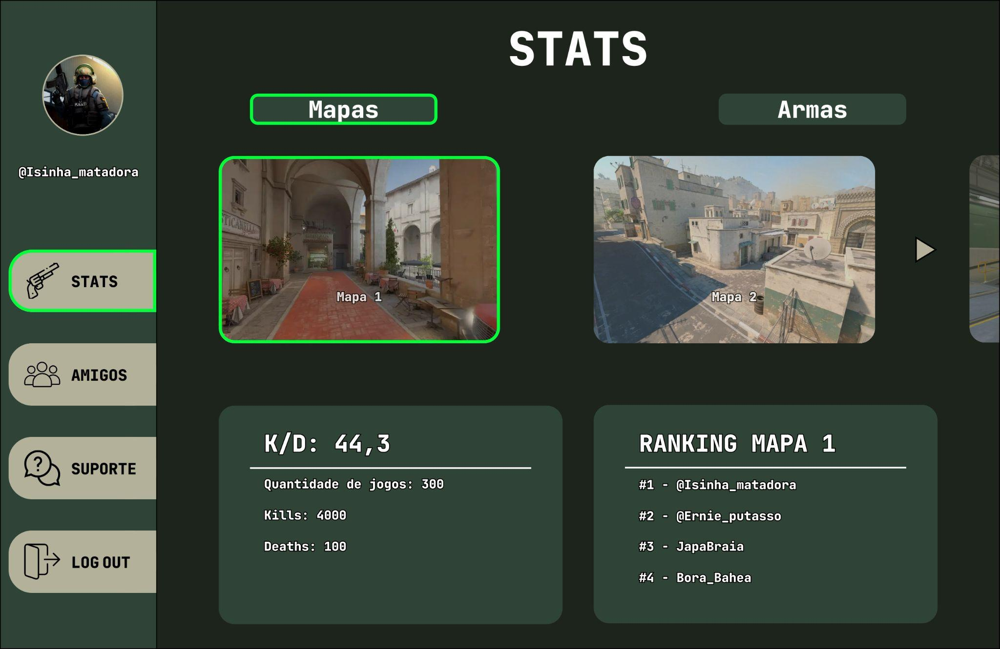 STATS
Mapas
Armas
@Isinha_matadora
STATS
AMIGOS
SUPORTE
LOG OUT
POLIZEI
Mapa 1
Mapa 2
K/D: 44,3
Quantidade de jogos: 300
Kills: 4000
Deaths: 100
RANKING MAPA 1
#1 - @Isinha_matadora
#2 - @Ernie_putasso
#3 - JapaBraia
#4 - Bora_Bahea